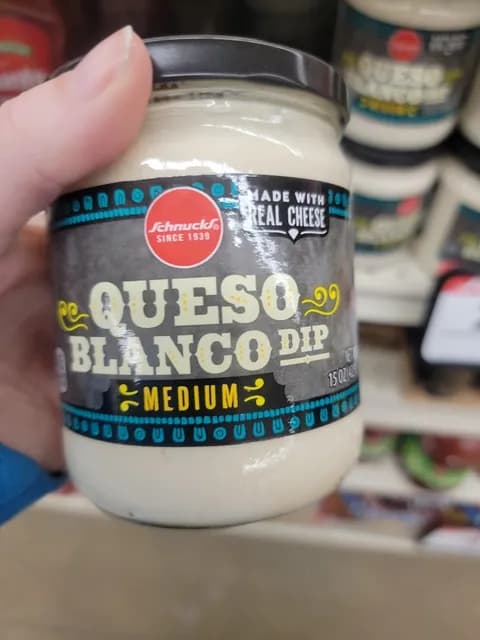 Schnucks
SINCE 1939
MADE WITH
REAL CHEESE
QUESO
BLANCO DIP
MEDIUM
15 OZ
QUESO